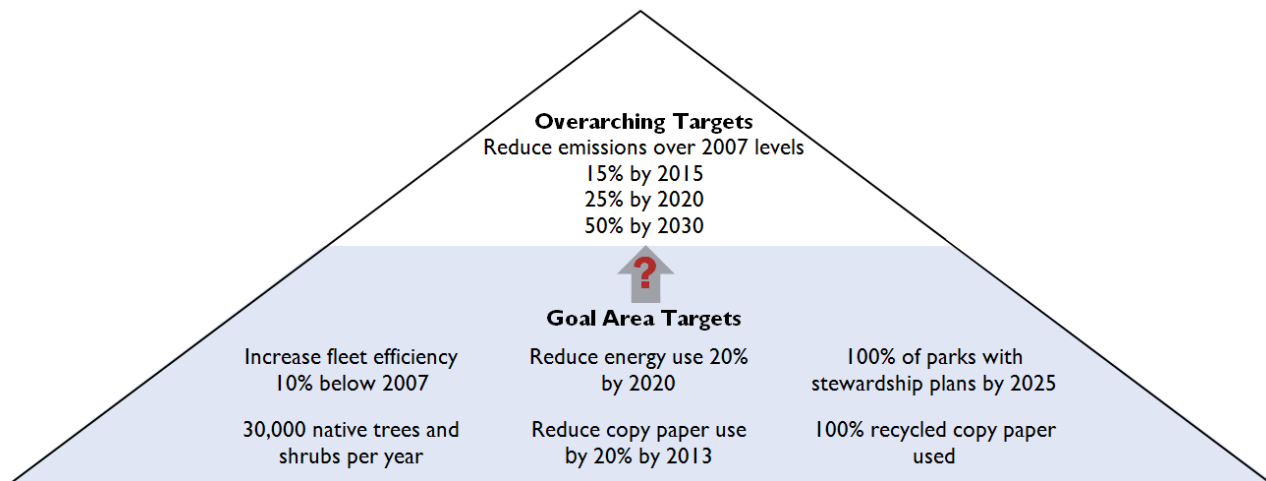 Overarching Targets
Reduce emissions over 2007 levels
15% by 2015
25% by 2020
50% by 2030
?
Goal Area Targets
Increase fleet efficiency
10% below 2007
Reduce energy use 20%
by 2020
100% of parks with
stewardship plans by 2025
30,000 native trees and
shrubs per year
Reduce copy paper use
by 20% by 2013
100% recycled copy paper
used